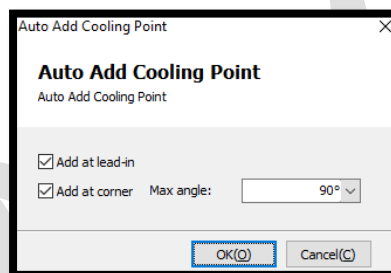 Auto Add Cooling Point
Auto Add Cooling Point
Auto Add Cooling Point
Add at lead-in
Add at corner Max angle: 90°
OK(O) Cancel(C)